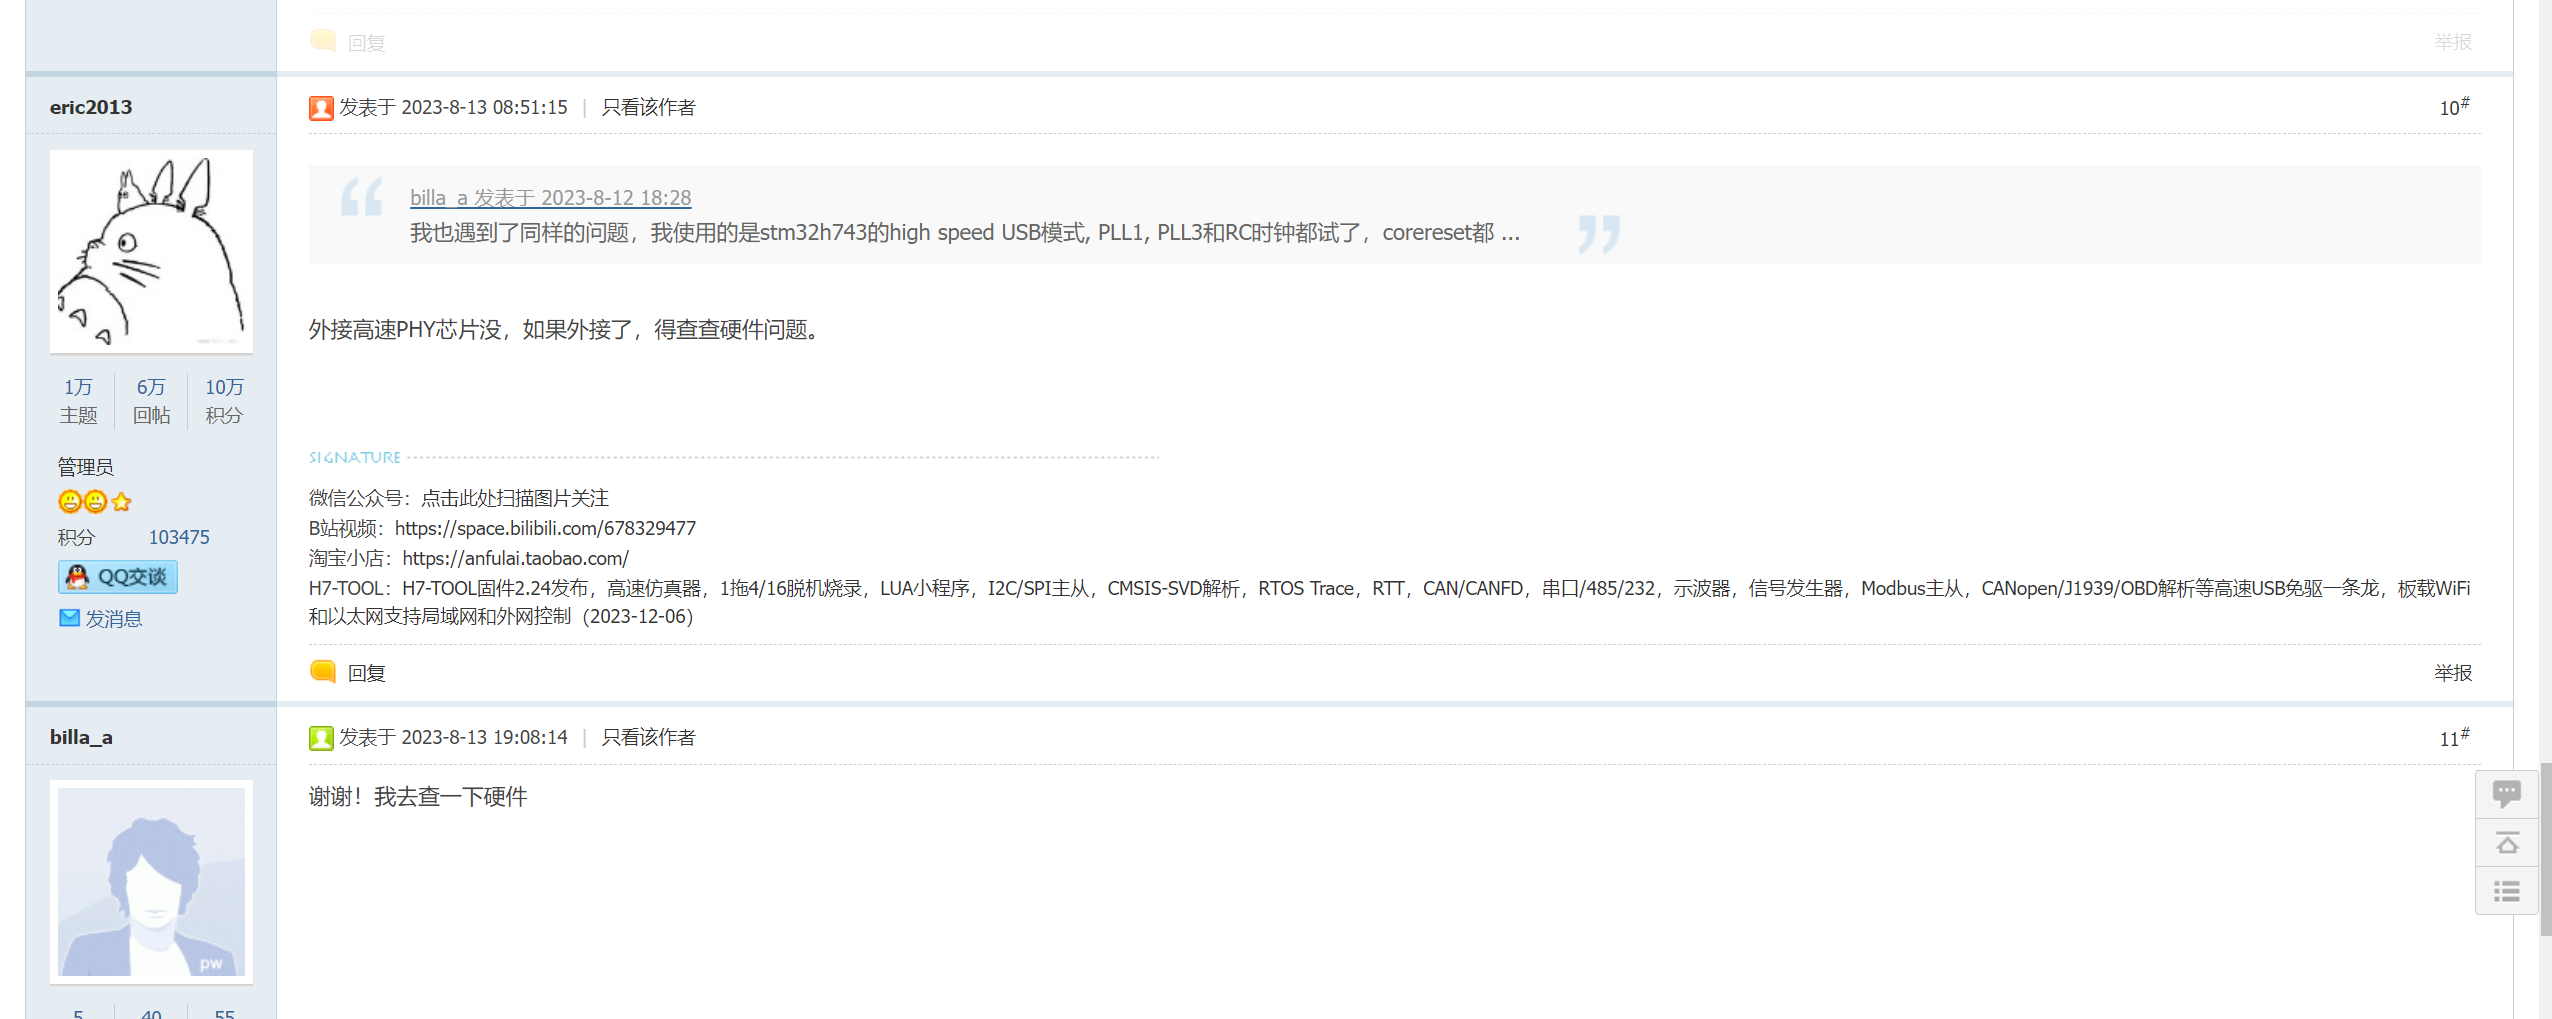 回复
举报
eric2013
发表于 2023-8-13 08:51:15 | 只看该作者
10#
billa_a 发表于 2023-8-12 18:28
我也遇到了同样的问题，我使用的是stm32h743的high speed USB模式, PLL1, PLL3和RC时钟都试了，corereset都 ...
外接高速PHY芯片没，如果外接了，得查查硬件问题。
1万 6万 10万
主题 回帖 积分
管理员
积分 103475
QQ交谈
发消息
SIGNATURE
微信公众号：点击此处扫描图片关注
B站视频：https://space.bilibili.com/678329477
淘宝小店：https://anfulai.taobao.com/
H7-TOOL：H7-TOOL固件2.24发布，高速仿真器，1拖4/16脱机烧录，LUA小程序，I2C/SPI主从，CMSIS-SVD解析，RTOS Trace，RTT，CAN/CANFD，串口/485/232，示波器，信号发生器，Modbus主从，CANopen/J1939/OBD解析等高速USB免驱一条龙，板载WiFi
和以太网支持局域网和外网控制（2023-12-06）
回复
举报
billa_a
发表于 2023-8-13 19:08:14 | 只看该作者
11#
谢谢！我去查一下硬件
pw
5 40 55